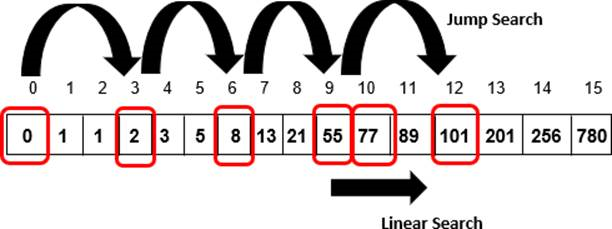 Jump Search
0 1 2 3 4 5 6 7 8 9 10 11 12 13 14 15
0 1 1 2 3 5 8 13 21 55 77 89 101 201 256 780
Linear Search